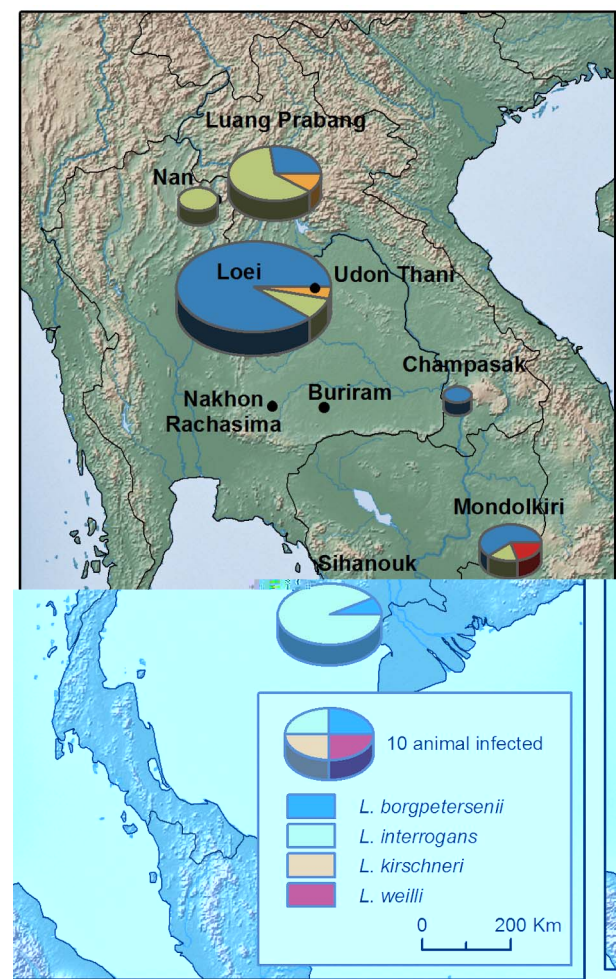 Luang Prabang
Nan
Loei
Udon Thani
Champasak
Nakhon
Rachasima
Buriram
Mondolkiri
Sihanouk
10 animal infected
L. borgpetersenii
L. interrogans
L. kirschneri
L. weilli
0 200 Km